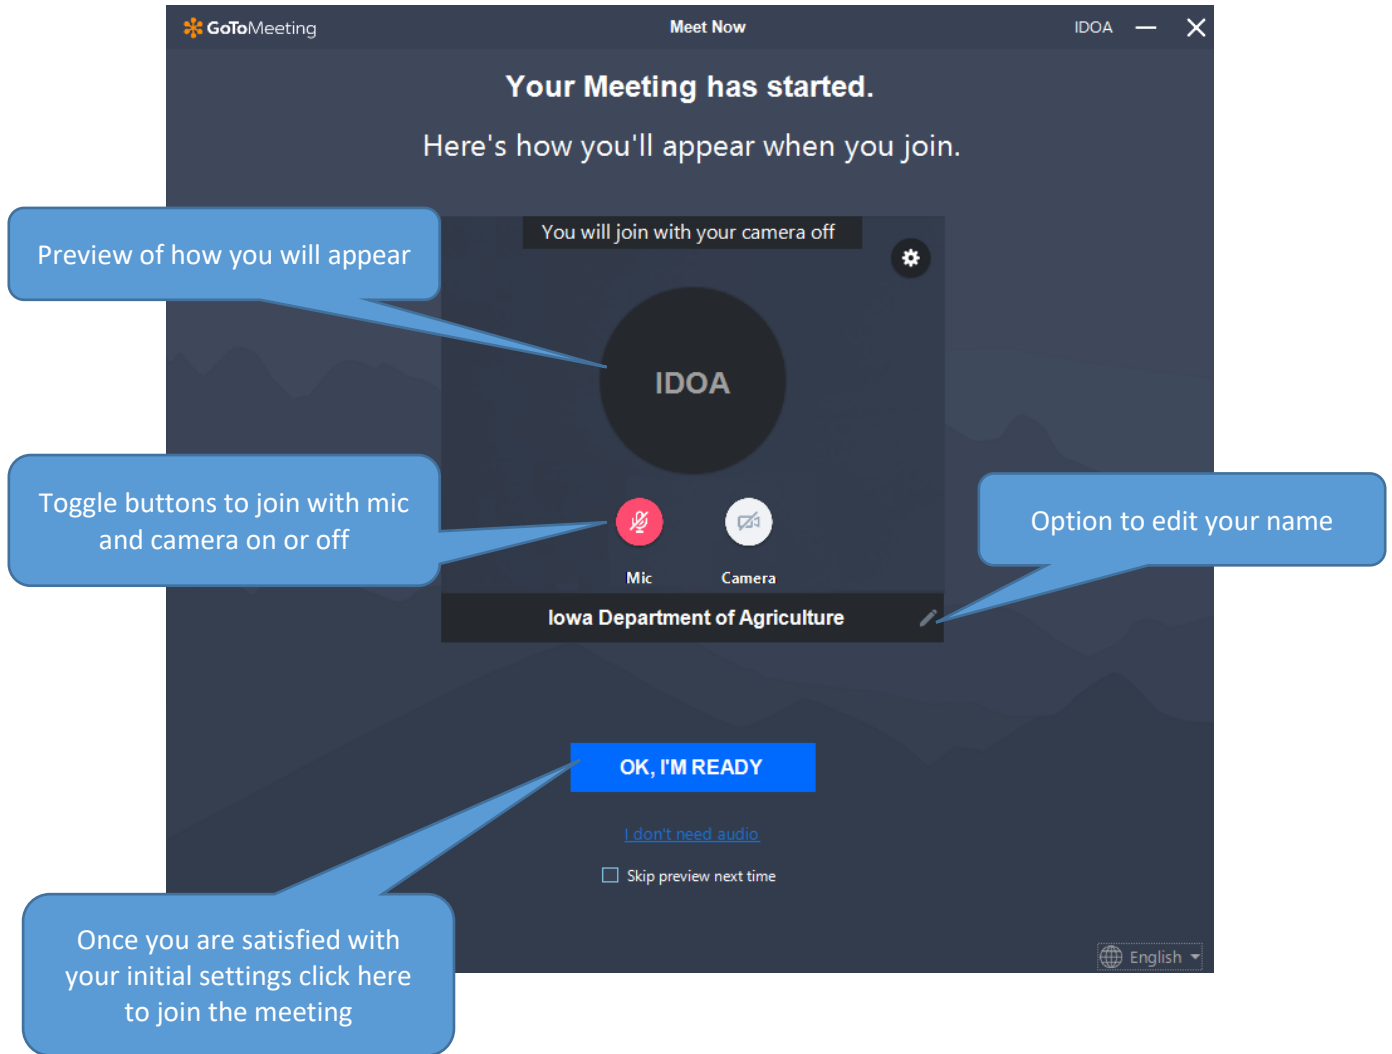 GoToMeeting
Meet Now
IDOA
Your Meeting has started.
Here's how you'll appear when you join.
You will join with your camera off
Preview of how you will appear
IDOA
Toggle buttons to join with mic
and camera on or off
Option to edit your name
Mic
Camera
Iowa Department of Agriculture
OK, I'M READY
I don't need audio
Skip preview next time
Once you are satisfied with
your initial settings click here
to join the meeting
English